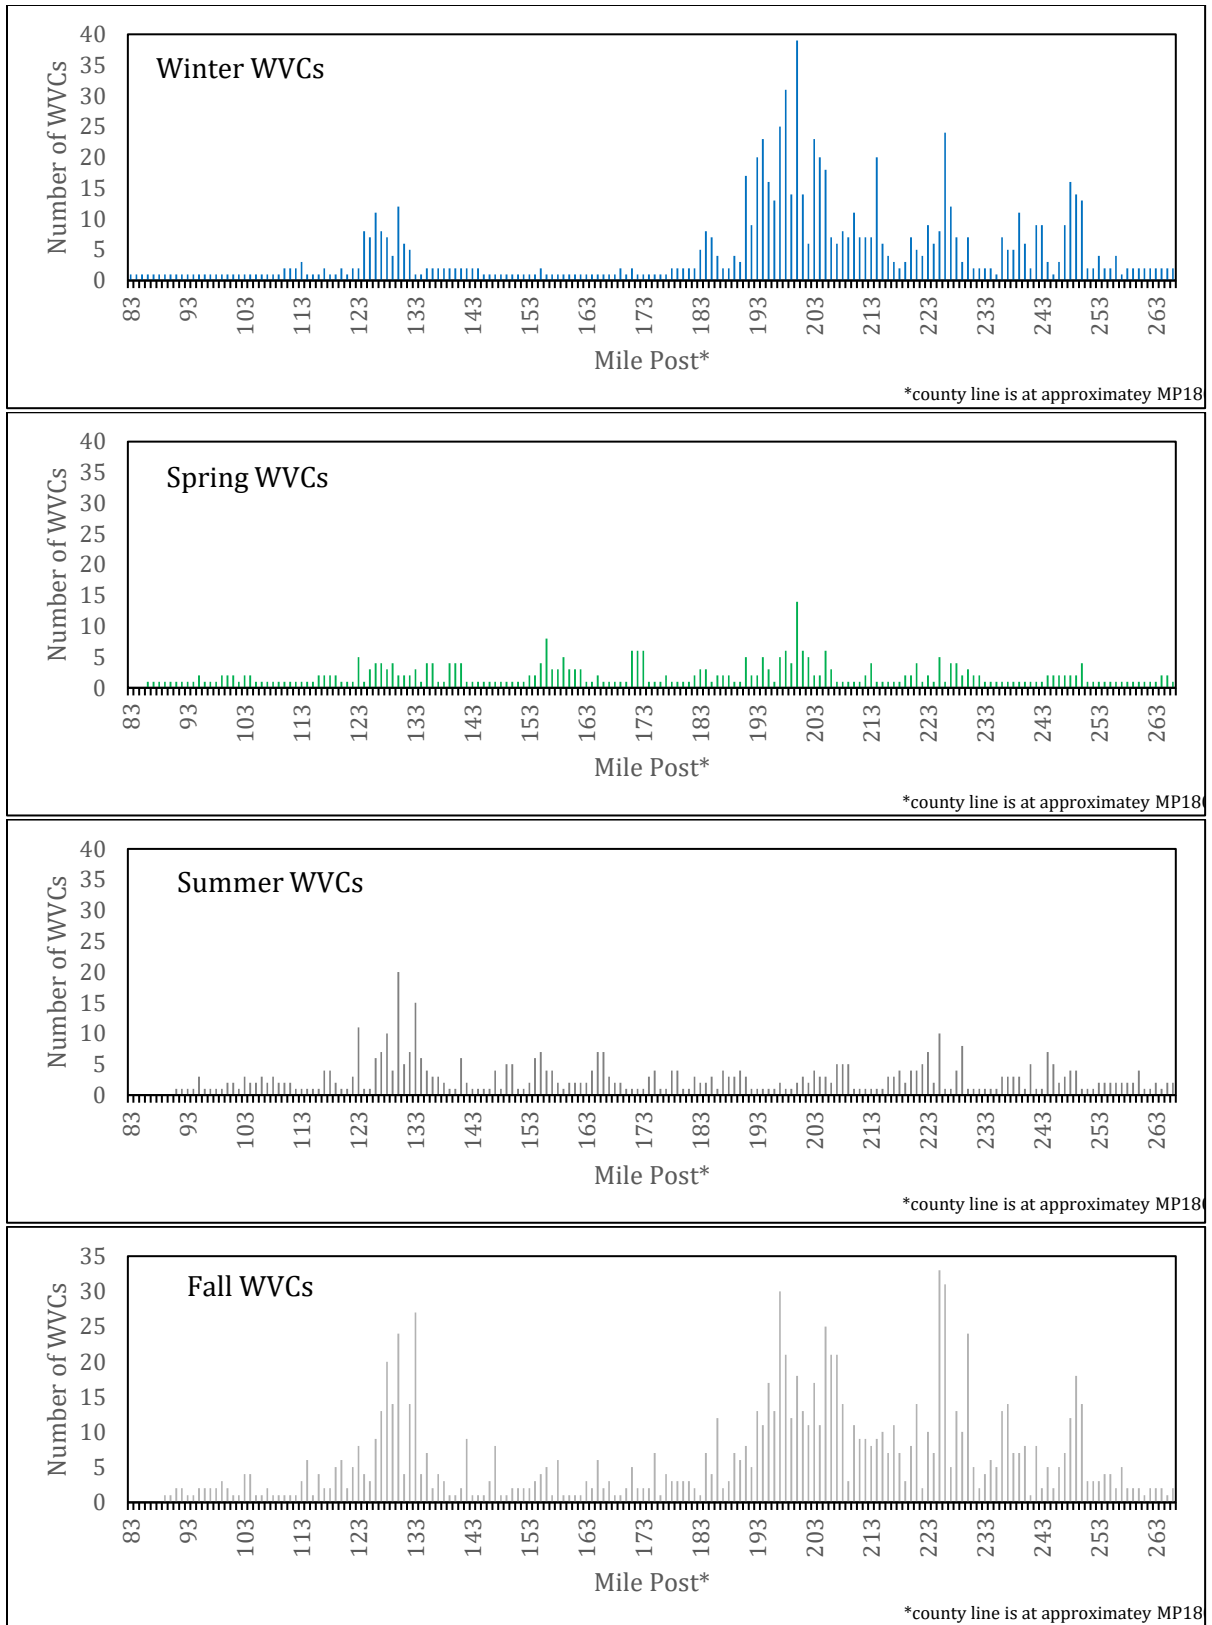 Winter WVCs
Number of WVCs
40
35
30
25
20
15
10
5
0
83 93 103 113 123 133 143 153 163 173 183 193 203 213 223 233 243 253 263
Mile Post*
*county line is at approximatey MP18
Spring WVCs
Number of WVCs
40
35
30
25
20
15
10
5
0
83 93 103 113 123 133 143 153 163 173 183 193 203 213 223 233 243 253 263
Mile Post*
*county line is at approximatey MP180
Summer WVCs
Number of WVCs
40
35
30
25
20
15
10
5
0
83 93 103 113 123 133 143 153 163 173 183 193 203 213 223 233 243 253 263
Mile Post*
*county line is at approximatey MP180
Fall WVCs
Number of WVCs
35
30
25
20
15
10
5
0
83 93 103 113 123 133 143 153 163 173 183 193 203 213 223 233 243 253 263
Mile Post*
*county line is at approximatey MP18